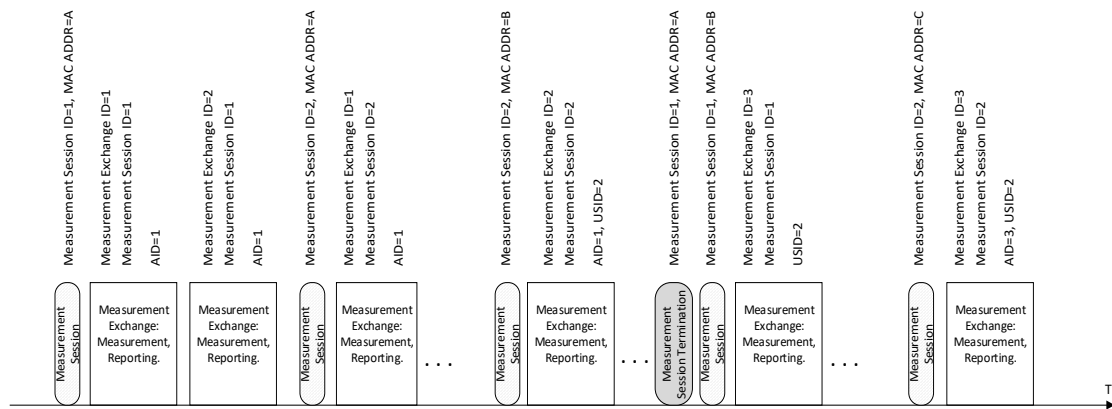 Measurement Session ID=1, MAC ADDR=A
Measurement Exchange ID=1
Measurement Session ID=1
AID=1
Measurement Exchange ID=2
Measurement Session ID=1
AID=1
Measurement Session ID=2, MAC ADDR=A
Measurement Exchange ID=1
Measurement Session ID=2
AID=1
Measurement Session ID=2, MAC ADDR=B
Measurement Exchange ID=2
Measurement Session ID=2
AID=1, USID=2
Measurement Session ID=1, MAC ADDR=A
Measurement Session ID=1, MAC ADDR=B
Measurement Exchange ID=3
Measurement Session ID=1
USID=2
Measurement Session ID=2, MAC ADDR=C
Measurement Exchange ID=3
Measurement Session ID=2
AID=3, USID=2
Measurement
Session
Measurement
Exchange:
Measurement,
Reporting.
Measurement
Exchange:
Measurement,
Reporting.
Measurement
Session
Measurement
Exchange:
Measurement,
Reporting.
. . .
Measurement
Session
Measurement
Exchange:
Measurement,
Reporting.
. . .
Measurement
Session Termination
Measurement
Session
Measurement
Exchange:
Measurement,
Reporting.
. . .
Measurement
Session
Measurement
Exchange:
Measurement,
Reporting.